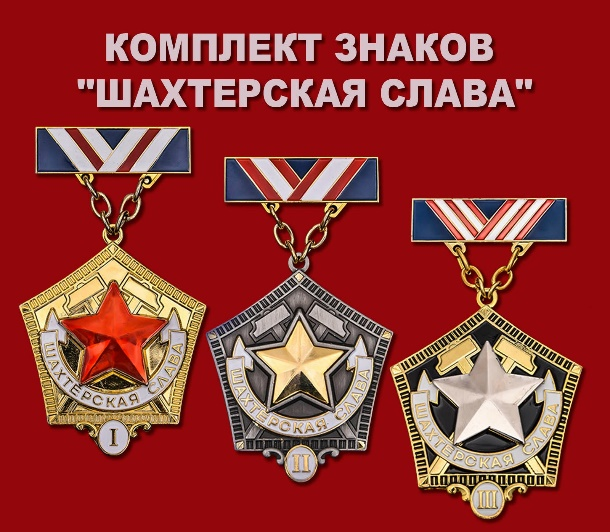 КОМПЛЕКТ ЗНАКОВ
"ШАХТЕРСКАЯ СЛАВА"
ШАХТЕРСКАЯ СЛАВА
I
ШАХТЕРСКАЯ СЛАВА
II
ШАХТЕРСКАЯ СЛАВА
III